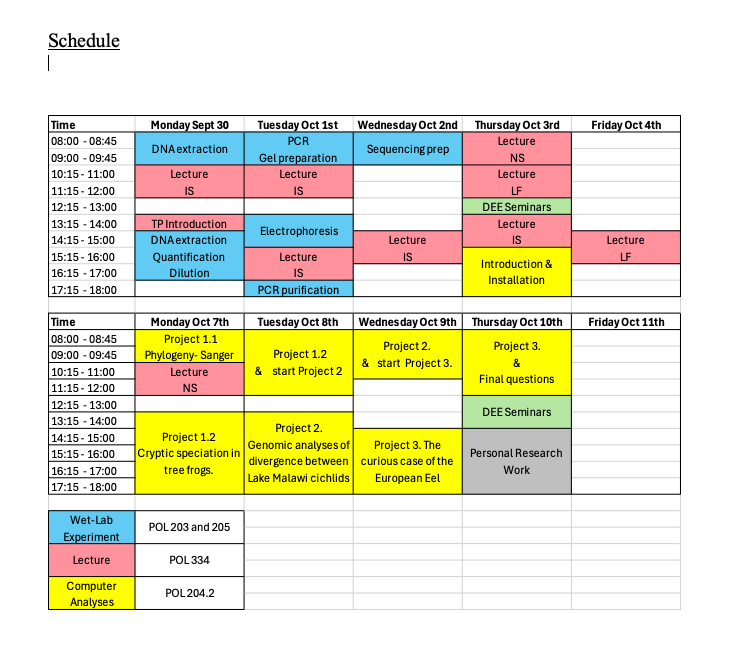 Schedule
Time Monday Sept 30 Tuesday Oct 1st Wednesday Oct 2nd Thursday Oct 3rd Friday Oct 4th
08:00 - 08:45 DNA extraction PCR Sequencing prep Lecture
09:00 - 09:45 Gel preparation NS
10:15 - 11:00 Lecture Lecture Lecture
11:15 - 12:00 IS IS LF
12:15 - 13:00 DEE Seminars
13:15 - 14:00 TP Introduction Electrophoresis Lecture
14:15 - 15:00 DNA extraction Lecture IS Lecture
15:15 - 16:00 Quantification Lecture IS Introduction & LF
16:15 - 17:00 Dilution IS Installation
17:15 - 18:00 PCR purification
Time Monday Oct 7th Tuesday Oct 8th Wednesday Oct 9th Thursday Oct 10th Friday Oct 11th
08:00 - 08:45 Project 1.1 Project 1.2 Project 2. Project 3.
09:00 - 09:45 Phylogeny- Sanger & start Project 2 & start Project 3. &
10:15 - 11:00 Lecture Final questions
11:15 - 12:00 NS
12:15 - 13:00 DEE Seminars
13:15 - 14:00 Project 1.2 Project 2.
14:15 - 15:00 Cryptic speciation in Genomic analyses of Project 3. The Personal Research
15:15 - 16:00 tree frogs. divergence between curious case of the Work
16:15 - 17:00 Lake Malawi cichlids European Eel
17:15 - 18:00
Wet-Lab
Experiment POL 203 and 205
Lecture POL 334
Computer
Analyses POL 204.2